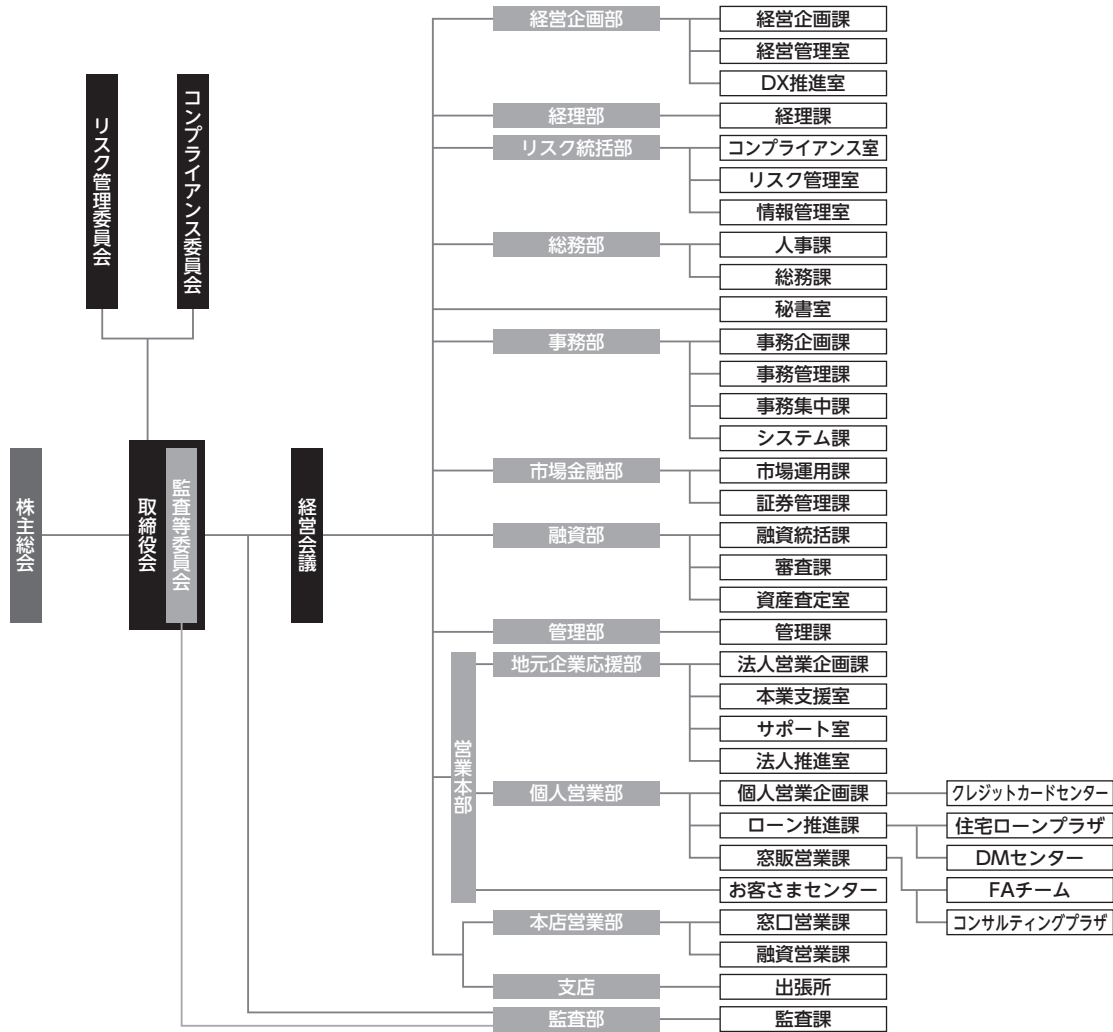 リスク管理委員会
コンプライアンス委員会
株主総会
取締役会
監査等委員会
経営会議
経営企画部
経営企画課
経営管理室
DX推進室
経理部
経理課
リスク統括部
コンプライアンス室
リスク管理室
情報管理室
総務部
人事課
総務課
秘書室
事務部
事務企画課
事務管理課
事務集中課
システム課
市場金融部
市場運用課
証券管理課
融資部
融資統括課
審査課
資産査定室
管理部
管理課
営業本部
地元企業応援部
法人営業企画課
本業支援室
サポート室
法人推進室
個人営業部
個人営業企画課
クレジットカードセンター
ローン推進課
住宅ローンプラザ
DMセンター
窓販営業課
FAチーム
コンサルティングプラザ
お客さまセンター
本店営業部
窓口営業課
融資営業課
支店
出張所
監査部
監査課